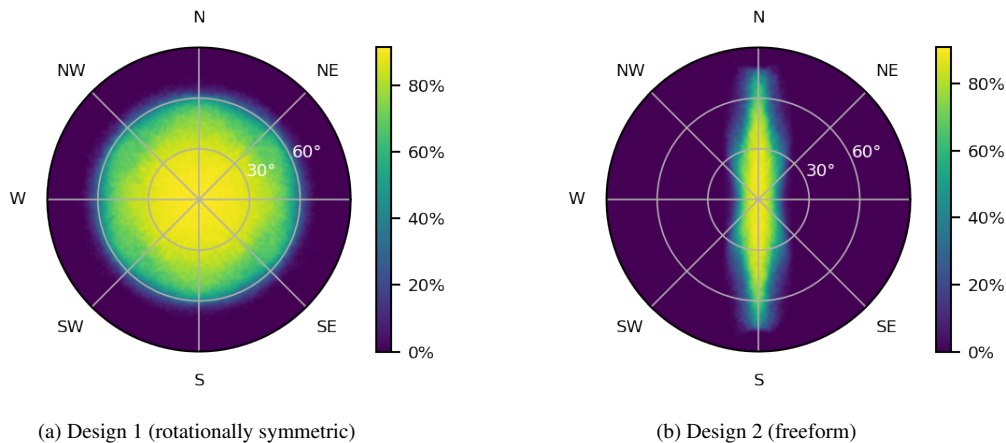 N
NW
NE
W
30°
60°
SW
SE
S
80%
60%
40%
20%
0%
(a) Design 1 (rotationally symmetric)
N
NW
NE
W
30°
60°
SW
SE
S
80%
60%
40%
20%
0%
(b) Design 2 (freeform)